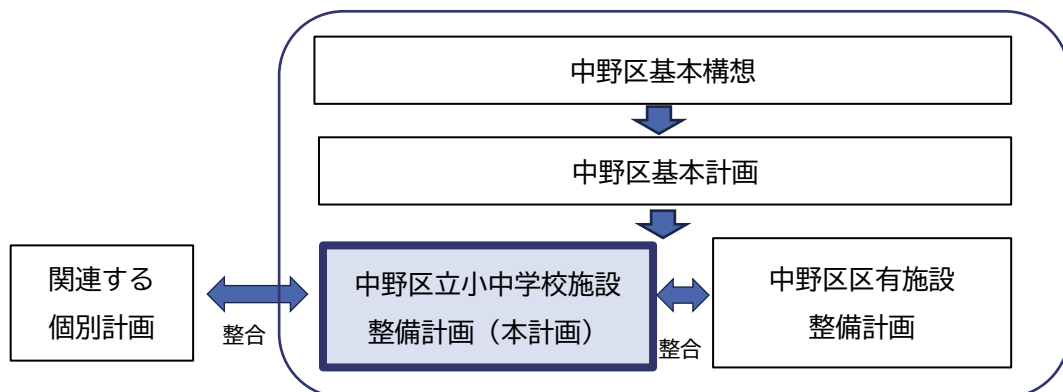 中野区基本構想
中野区基本計画
関連する
個別計画
整合
中野区立小中学校施設
整備計画（本計画）
整合
中野区区有施設
整備計画